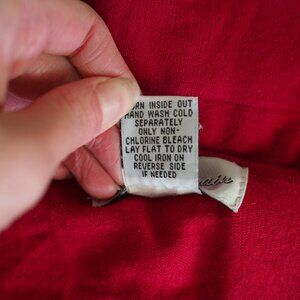 TURN INSIDE OUT
HAND WASH COLD
SEPARATELY
ONLY NON-
CHLORINE BLEACH
LAY FLAT TO DRY
COOL IRON ON
REVERSE SIDE
IF NEEDED